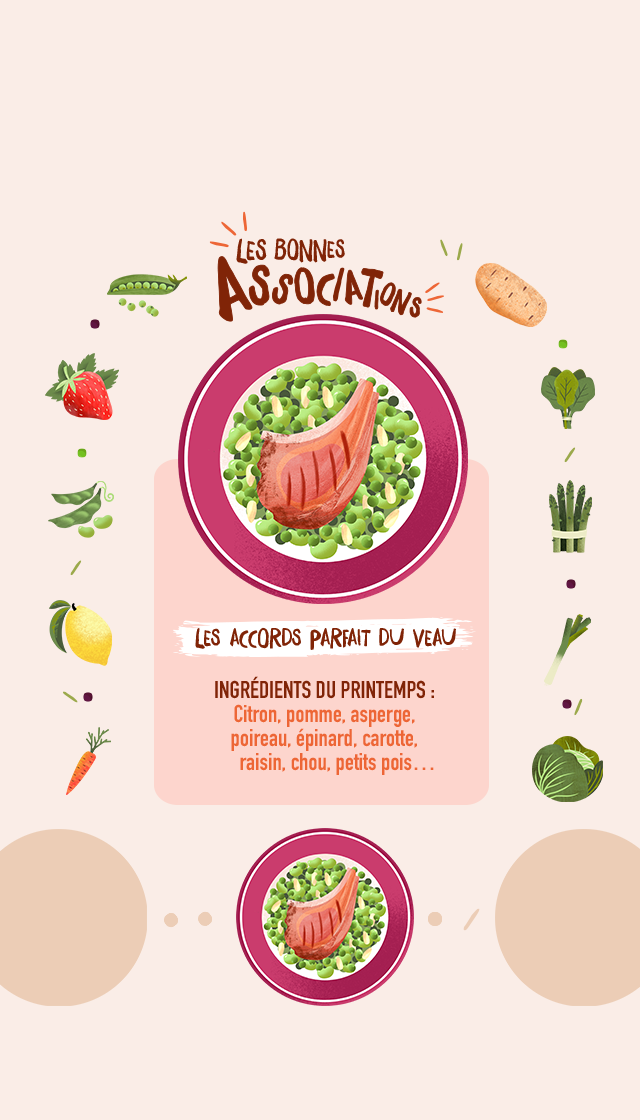 LES BONNES
ASSOCIATIONS
LES ACCORDS PARFAIT DU VEAU
INGRÉDIENTS DU PRINTEMPS :
Citron, pomme, asperge,
poireau, épinard, carotte,
raisin, chou, petits pois...